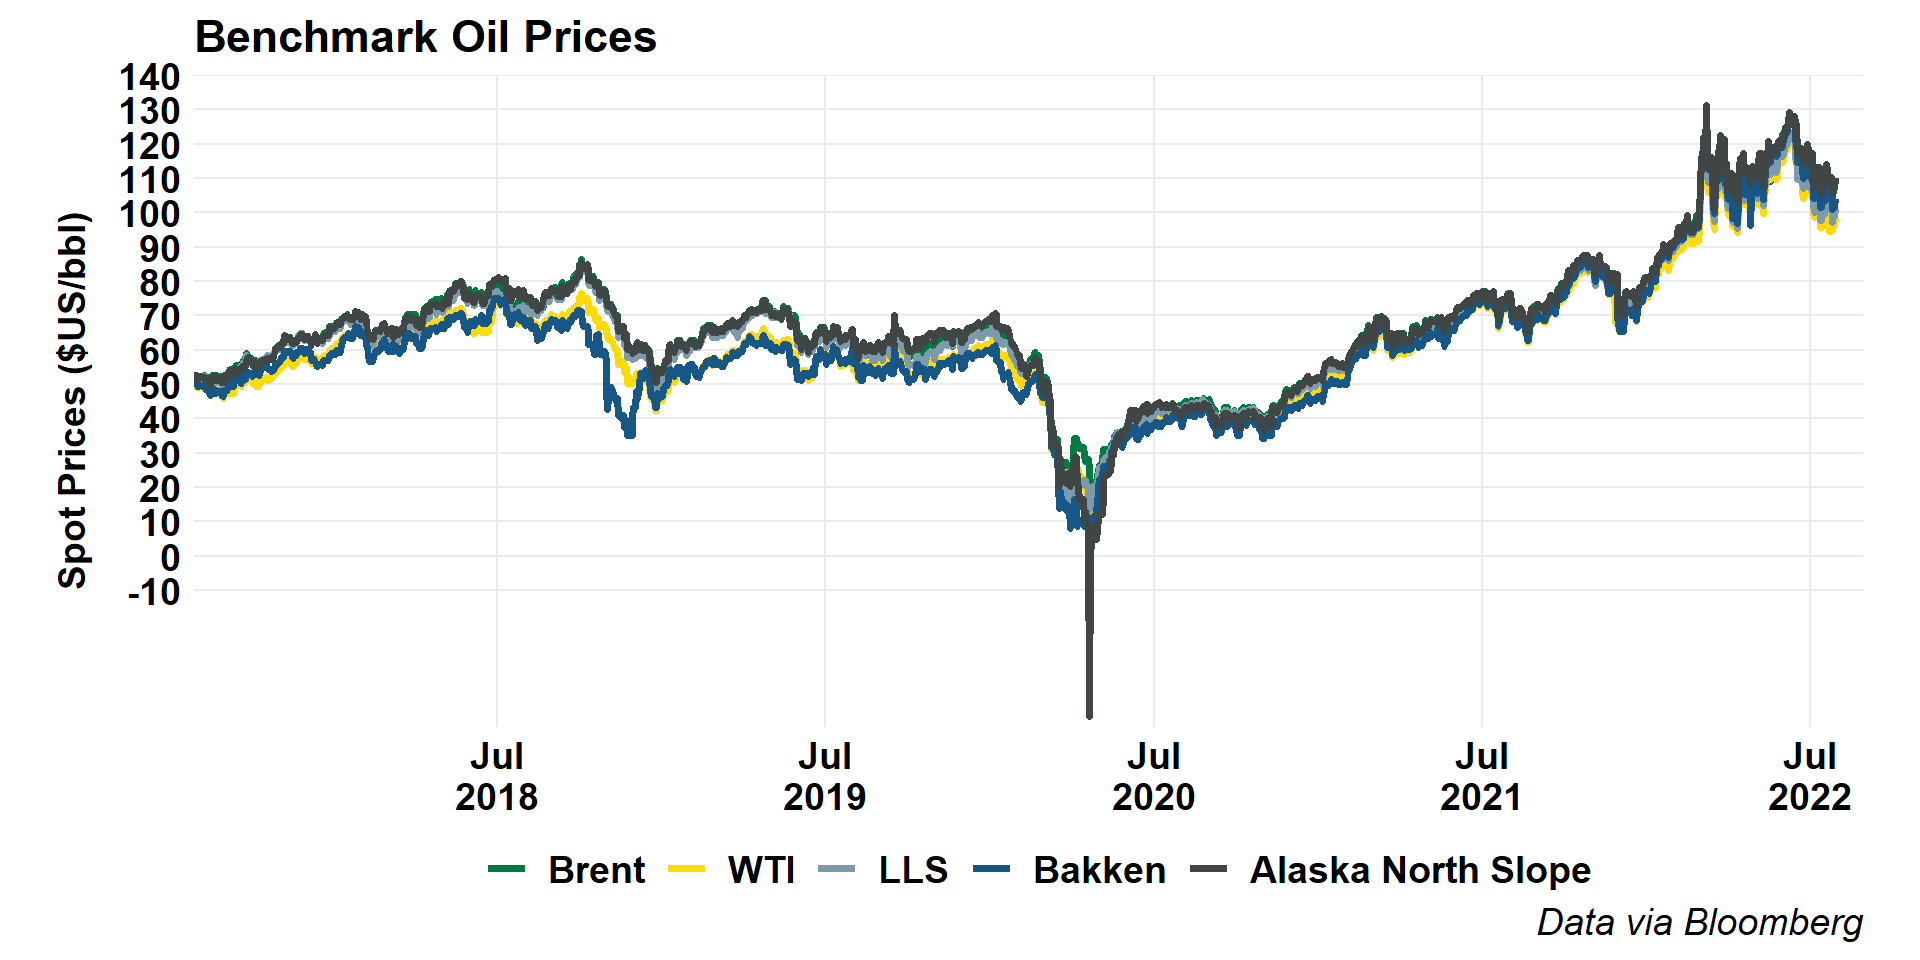 Benchmark Oil Prices
140
130
120
110
100
90
80
70
60
50
40
30
20
10
0
-10
Spot Prices ($US/bbl)
Jul Jul Jul Jul Jul
2018 2019 2020 2021 2022
Brent WTI LLS Bakken Alaska North Slope
Data via Bloomberg